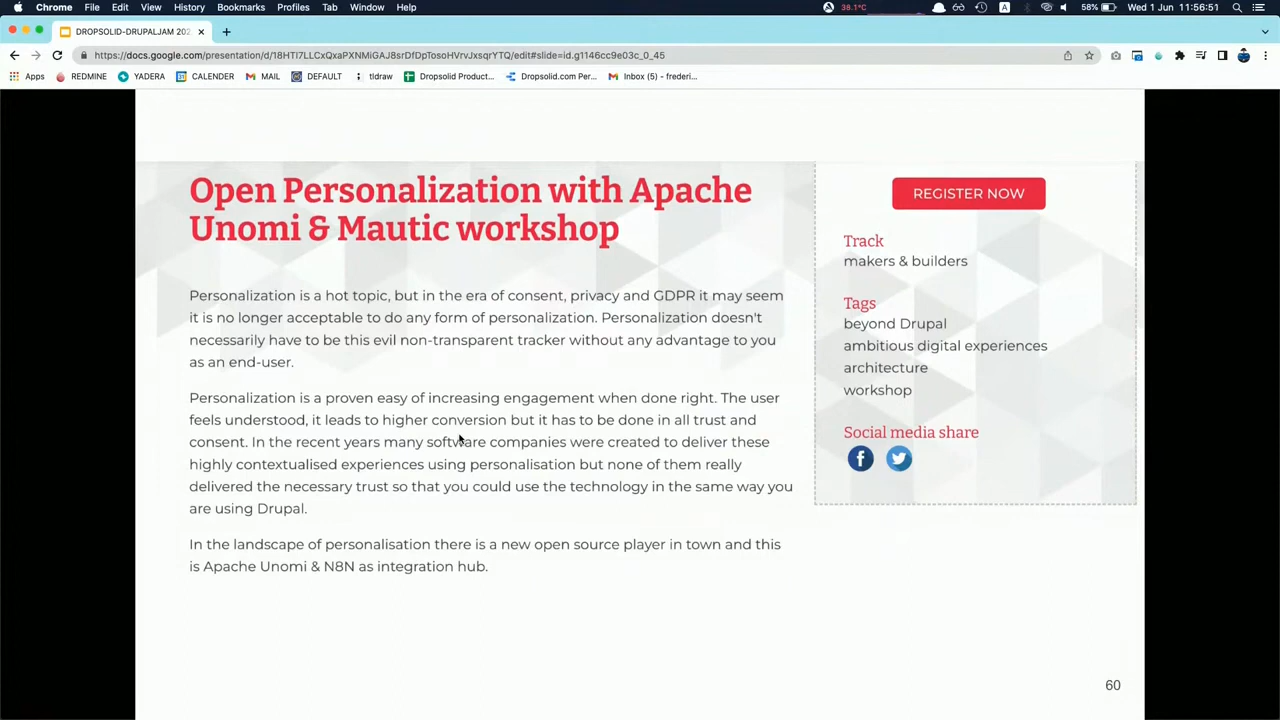 Chrome File Edit View History Bookmarks Profiles Tab Window Help 38.1°C A 58% Wed 1 Jun 11:56:51
DROPSOLID-DRUPALJAM 202
https://docs.google.com/presentation/d/18HTI7LLCxQxaPXNMiGAJ8srDfDpTosoHVrvJxsqrYTQ/edit#slide=id.g1146cc9e03c_0_45
Apps REDMINE YADERA CALENDER MAIL DEFAULT tldraw Dropsolid Product... Dropsolid.com Per... Inbox (5) - frederi...
Open Personalization with Apache
Unomi & Mautic workshop
Personalization is a hot topic, but in the era of consent, privacy and GDPR it may seem
it is no longer acceptable to do any form of personalization. Personalization doesn't
necessarily have to be this evil non-transparent tracker without any advantage to you
as an end-user.
Personalization is a proven easy of increasing engagement when done right. The user
feels understood, it leads to higher conversion but it has to be done in all trust and
consent. In the recent years many software companies were created to deliver these
highly contextualised experiences using personalisation but none of them really
delivered the necessary trust so that you could use the technology in the same way you
are using Drupal.
In the landscape of personalisation there is a new open source player in town and this
is Apache Unomi & N8N as integration hub.
REGISTER NOW
Track
makers & builders
Tags
beyond Drupal
ambitious digital experiences
architecture
workshop
Social media share
60